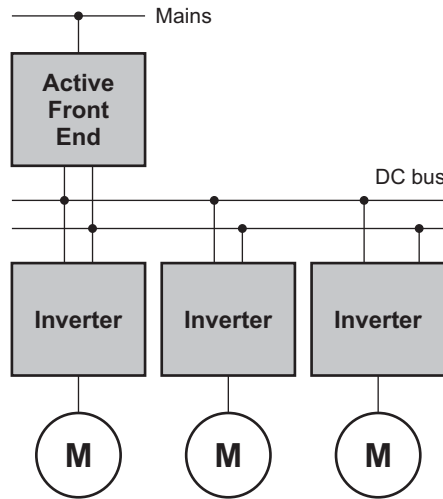 Mains
Active
Front
End
DC bus
Inverter
Inverter
Inverter
M
M
M